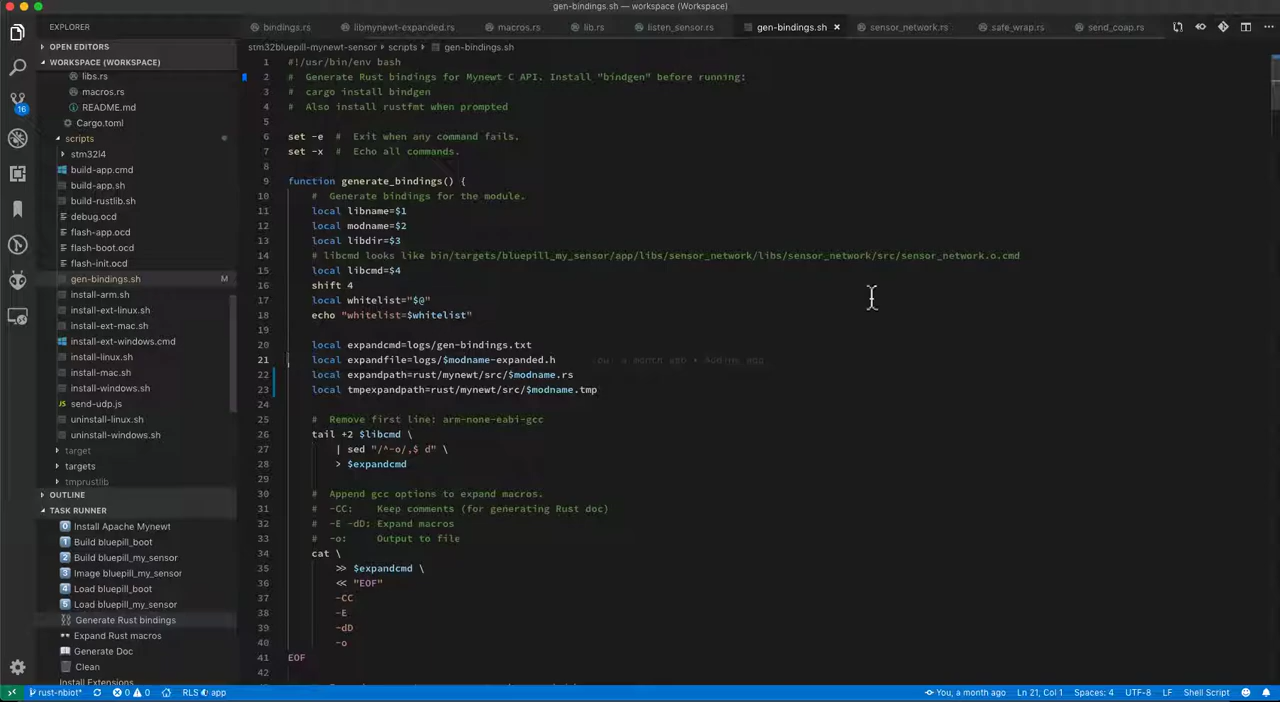 gen-bindings.sh — workspace (Workspace)
EXPLORER
bindings.rs
libmynewt-expanded.rs
macros.rs
lib.rs
listen_sensor.rs
gen-bindings.sh ×
sensor_network.rs
safe_wrap.rs
send_coap.rs
OPEN EDITORS
WORKSPACE (WORKSPACE)
libs.rs
macros.rs
README.md
Cargo.toml
scripts
stm32l4
build-app.cmd
build-app.sh
build-rustlib.sh
debug.ocd
flash-app.ocd
flash-boot.ocd
flash-init.ocd
gen-bindings.sh M
install-arm.sh
install-ext-linux.sh
install-ext-mac.sh
install-ext-windows.cmd
install-linux.sh
install-mac.sh
install-windows.sh
send-udp.js
uninstall-linux.sh
uninstall-windows.sh
target
targets
tmprustlib
16
OUTLINE
TASK RUNNER
0 Install Apache Mynewt
1 Build bluepill_boot
2 Build bluepill_my_sensor
3 Image bluepill_my_sensor
4 Load bluepill_boot
5 Load bluepill_my_sensor
Generate Rust bindings
Expand Rust macros
Generate Doc
Clean
Install Extensions
stm32bluepill-mynewt-sensor › scripts › gen-bindings.sh
1 #!/usr/bin/env bash
2 #  Generate Rust bindings for Mynewt C API. Install "bindgen" before running:
3 #  cargo install bindgen
4 #  Also install rustfmt when prompted
5
6 set -e  #  Exit when any command fails.
7 set -x  #  Echo all commands.
8
9 function generate_bindings() {
10     #  Generate bindings for the module.
11     local libname=$1
12     local modname=$2
13     local libdir=$3
14     # libcmd looks like bin/targets/bluepill_my_sensor/app/libs/sensor_network/libs/sensor_network/src/sensor_network.o.cmd
15     local libcmd=$4
16     shift 4
17     local whitelist="$@"
18     echo "whitelist=$whitelist"
19
20     local expandcmd=logs/gen-bindings.txt
21     local expandfile=logs/$modname-expanded.h
22     local expandpath=rust/mynewt/src/$modname.rs
23     local tmpexpandpath=rust/mynewt/src/$modname.tmp
24
25     #  Remove first line: arm-none-eabi-gcc
26     tail +2 $libcmd \
27         | sed "/^-o/,$ d" \
28         > $expandcmd
29
30     #  Append gcc options to expand macros.
31     #  -CC:    Keep comments (for generating Rust doc)
32     #  -E -dD: Expand macros
33     #  -o:     Output to file
34     cat \
35         >> $expandcmd \
36         << "EOF"
37         -CC
38         -E
39         -dD
40         -o
41 EOF
42
rust-nbiot*
0 0
RLS
app
You, a month ago
Ln 21, Col 1
Spaces: 4
UTF-8
LF
Shell Script